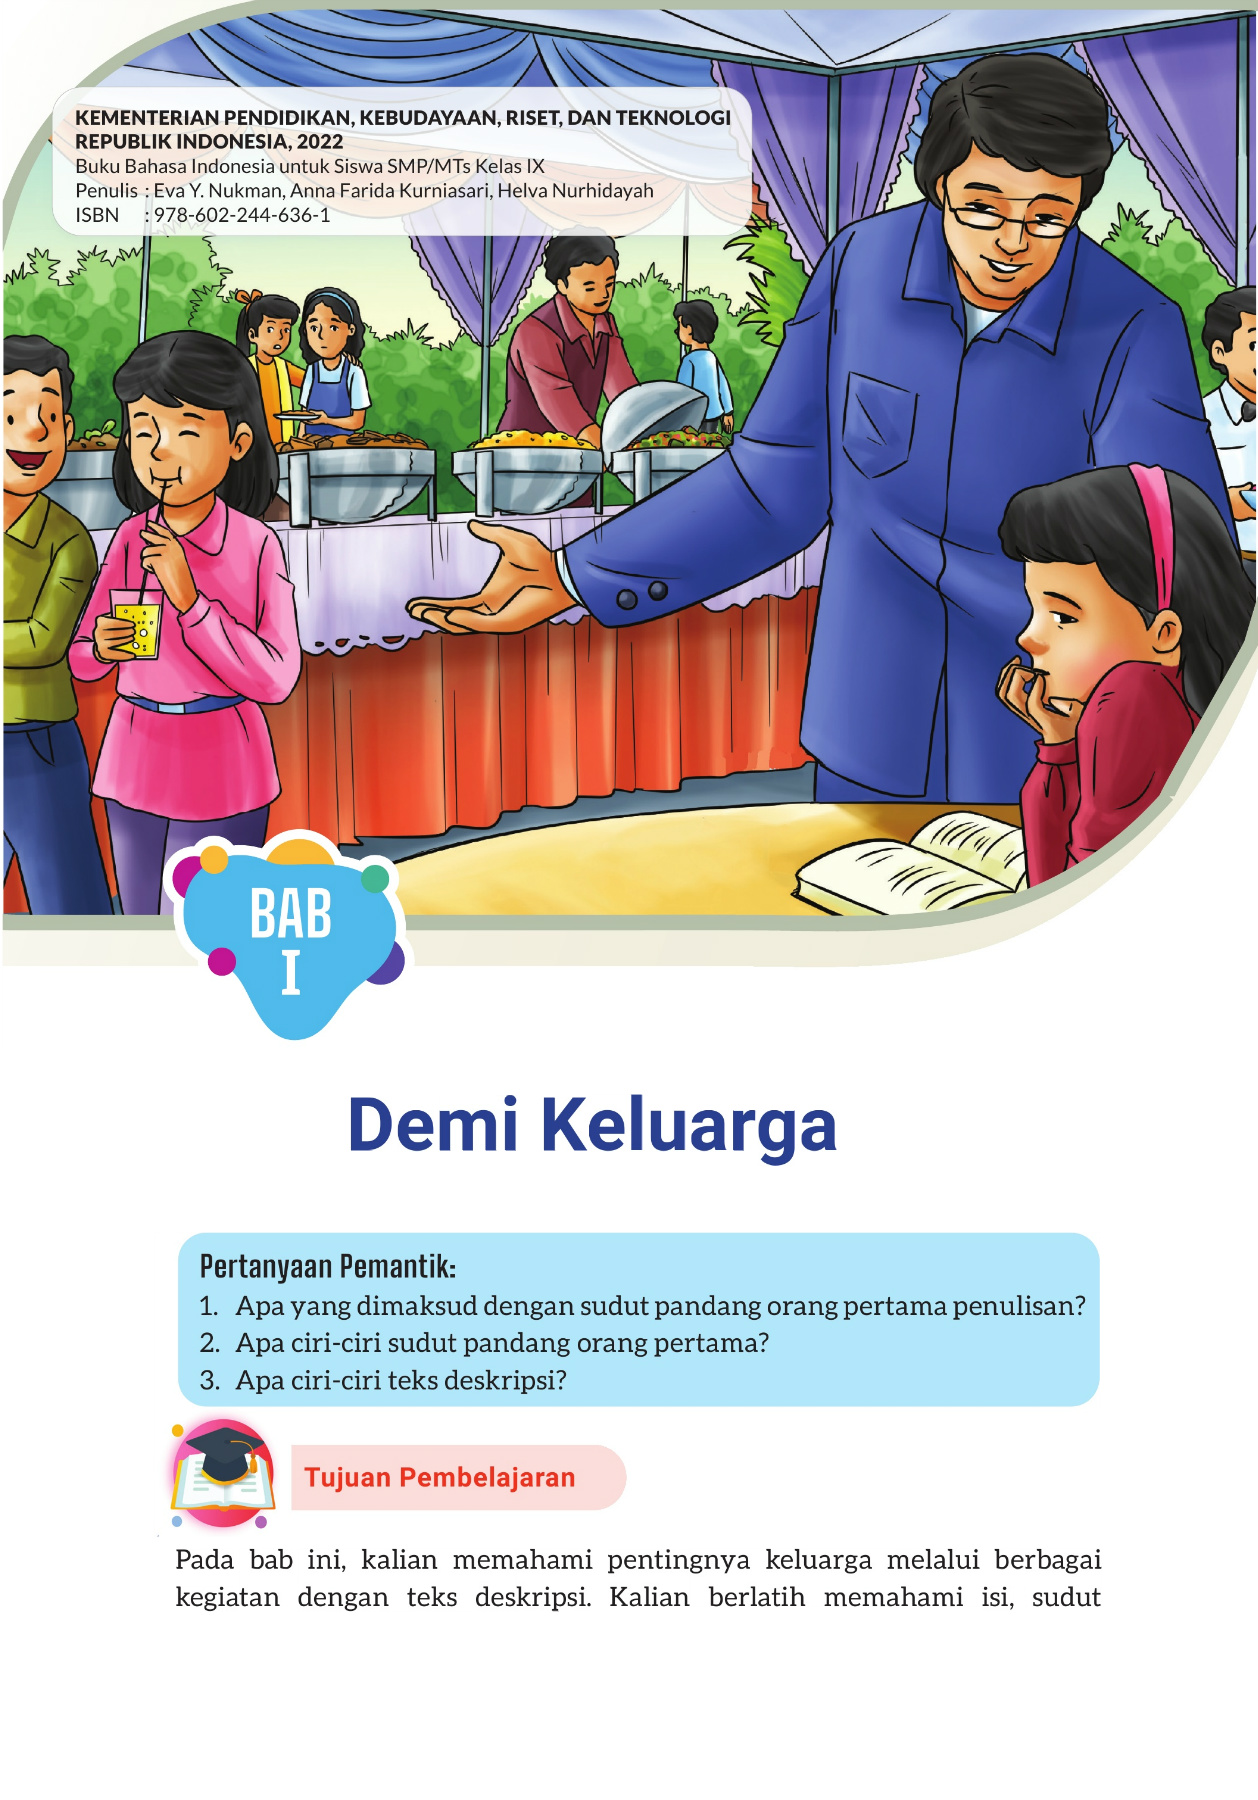 KEMENTERIAN PENDIDIKAN, KEBUDAYAAN, RISET, DAN TEKNOLOGI
REPUBLIK INDONESIA, 2022
Buku Bahasa Indonesia untuk Siswa SMP/MTs Kelas IX
Penulis : Eva Y. Nukman, Anna Farida Kurniasari, Helva Nurhidayah
ISBN : 978-602-244-636-1
BAB
I
Demi Keluarga
Pertanyaan Pemantik:
1. Apa yang dimaksud dengan sudut pandang orang pertama penulisan?
2. Apa ciri-ciri sudut pandang orang pertama?
3. Apa ciri-ciri teks deskripsi?
Tujuan Pembelajaran
Pada bab ini, kalian memahami pentingnya keluarga melalui berbagai
kegiatan dengan teks deskripsi. Kalian berlatih memahami isi, sudut